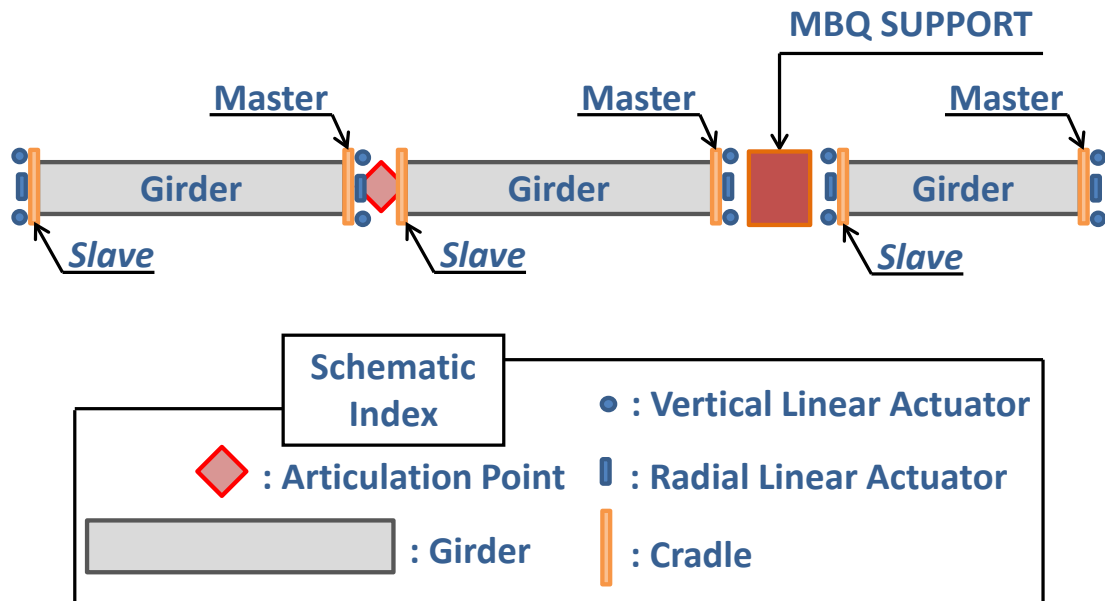 MBQ SUPPORT
Master
Master
Master
Girder
Girder
Girder
Slave
Slave
Slave
Schematic
Index
: Vertical Linear Actuator
: Articulation Point
: Radial Linear Actuator
: Girder
: Cradle